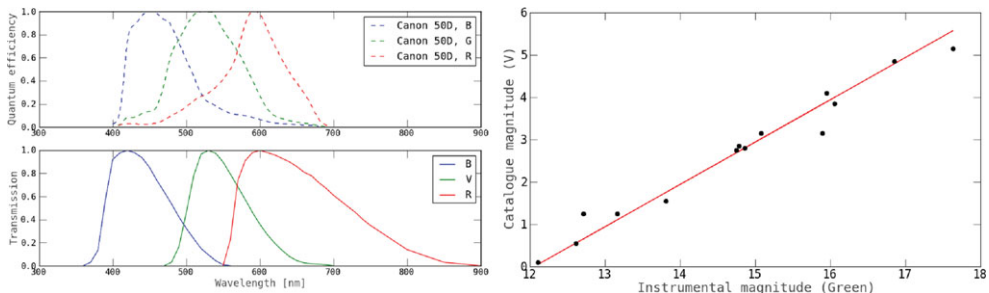 Quantum efficiency
1.0
0.8
0.6
0.4
0.2
0.0
300 400 500 600 700 800 900
Canon 50D, B
Canon 50D, G
Canon 50D, R
Transmission
1.0
0.8
0.6
0.4
0.2
0.0
300 400 500 600 700 800 900
Wavelength [nm]
B
V
R
Catalogue magnitude (V)
6
5
4
3
2
1
0
12 13 14 15 16 17 18
Instrumental magnitude (Green)